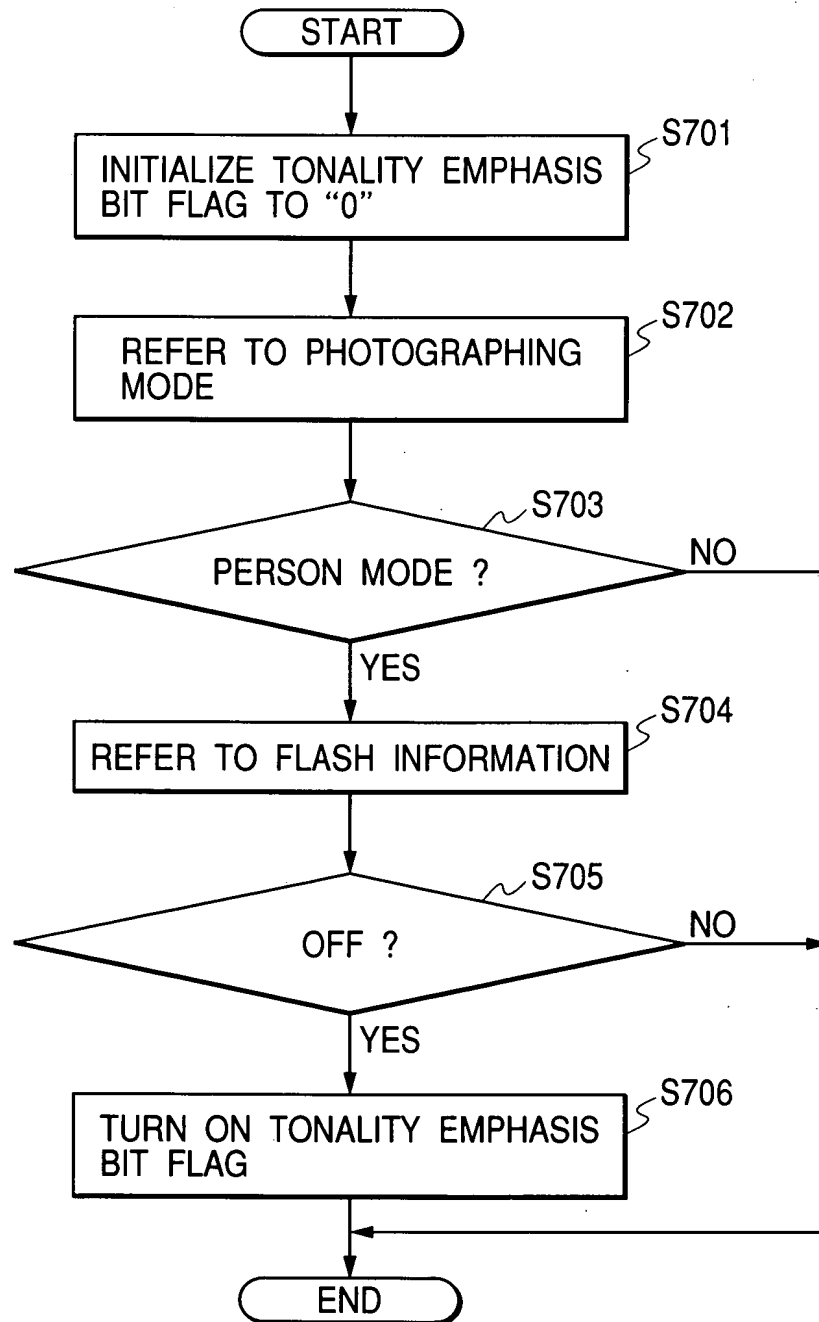 START
S701
INITIALIZE TONALITY EMPHASIS
BIT FLAG TO “0”
S702
REFER TO PHOTOGRAPHING
MODE
S703
PERSON MODE ?
NO
YES
S704
REFER TO FLASH INFORMATION
S705
OFF ?
NO
YES
S706
TURN ON TONALITY EMPHASIS
BIT FLAG
END